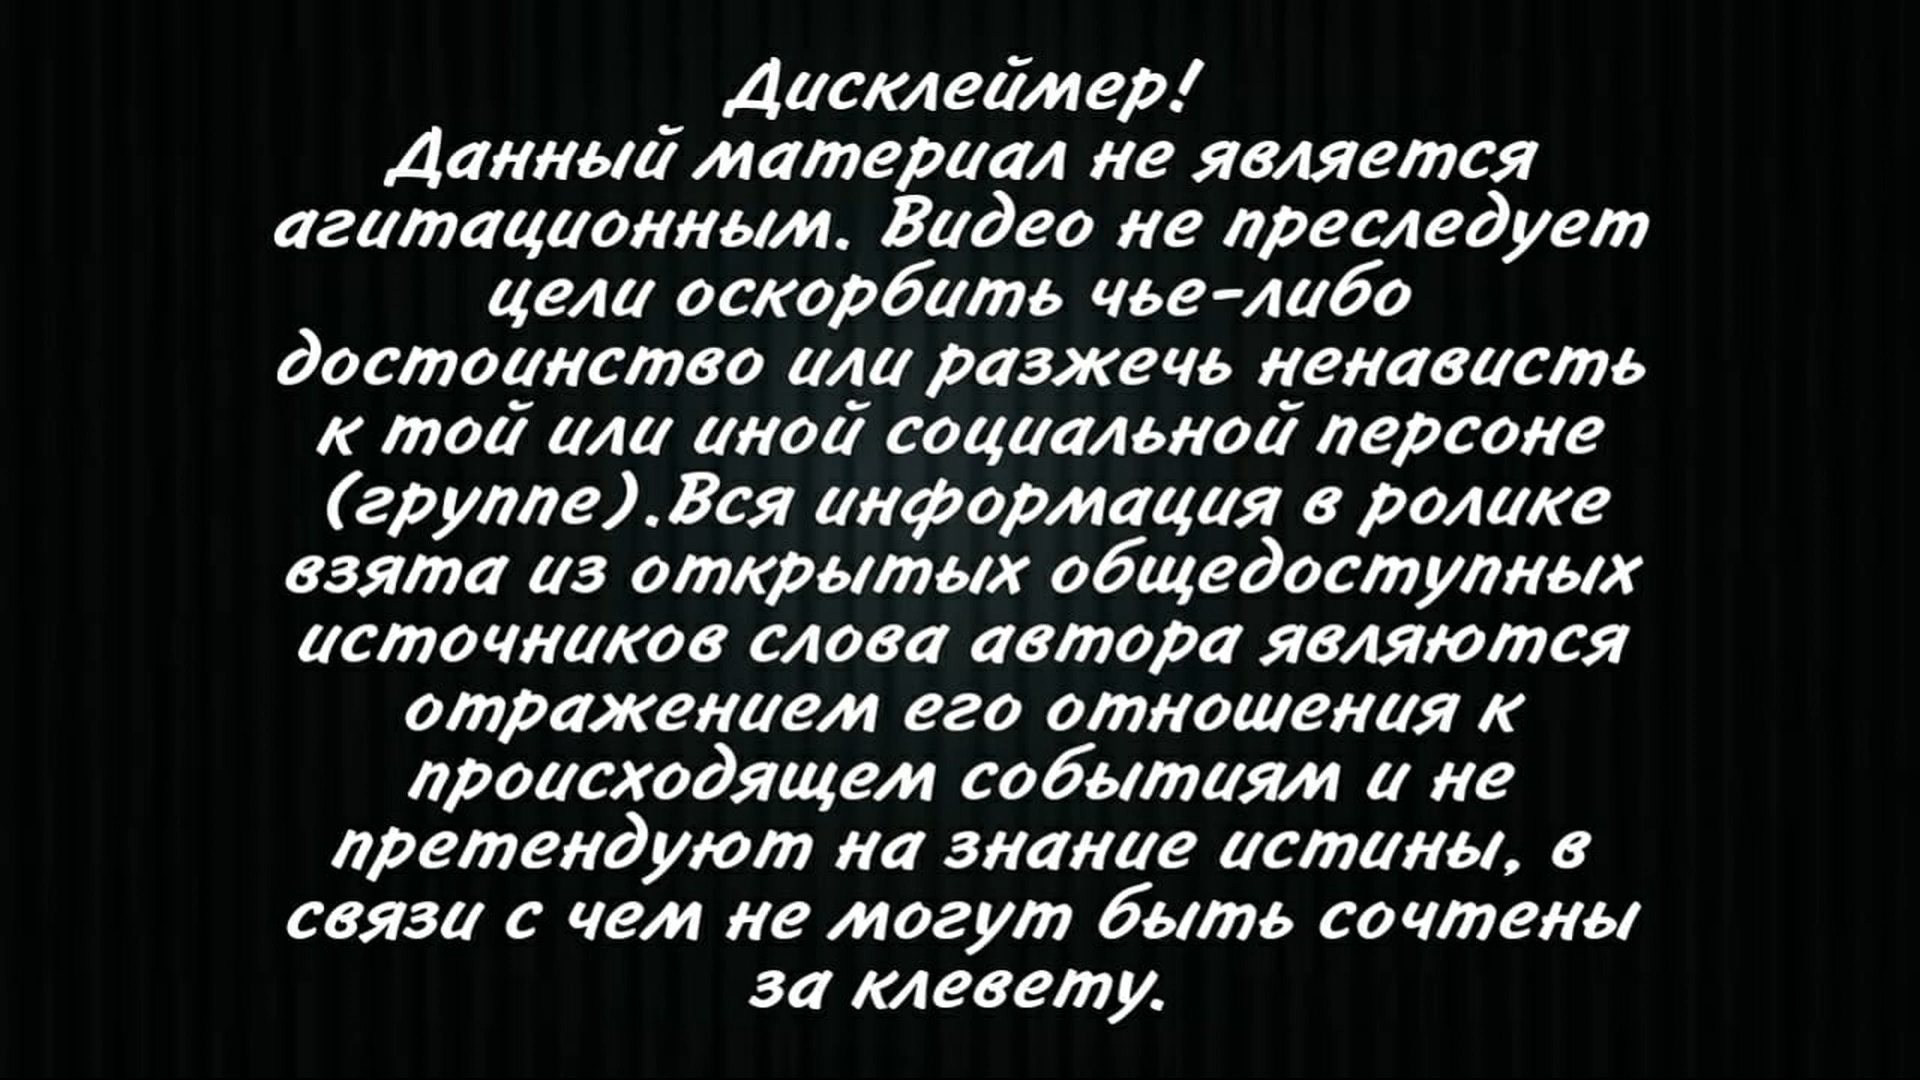 Дисклеймер!
Данный материал не является
агитационным. Видео не преследует
цели оскорбить чье-либо
достоинство или разжечь ненависть
к той или иной социальной персоне
(группе).Вся информация в ролике
взята из открытых общедоступных
источников слова автора являются
отражением его отношения к
происходящем событиям и не
претендуют на знание истины, в
связи с чем не могут быть сочтены
за клевету.